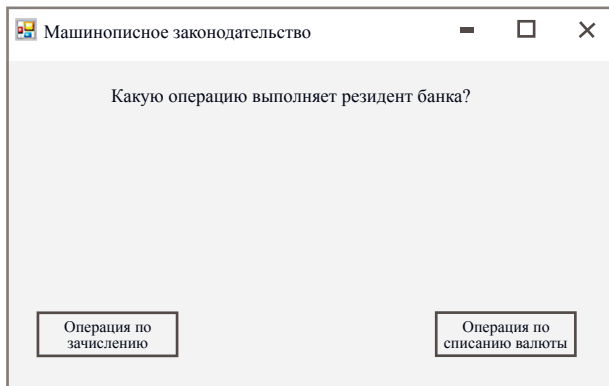 Машинописное законодательство
Какую операцию выполняет резидент банка?
Операция по
зачислению
Операция по
списанию валюты